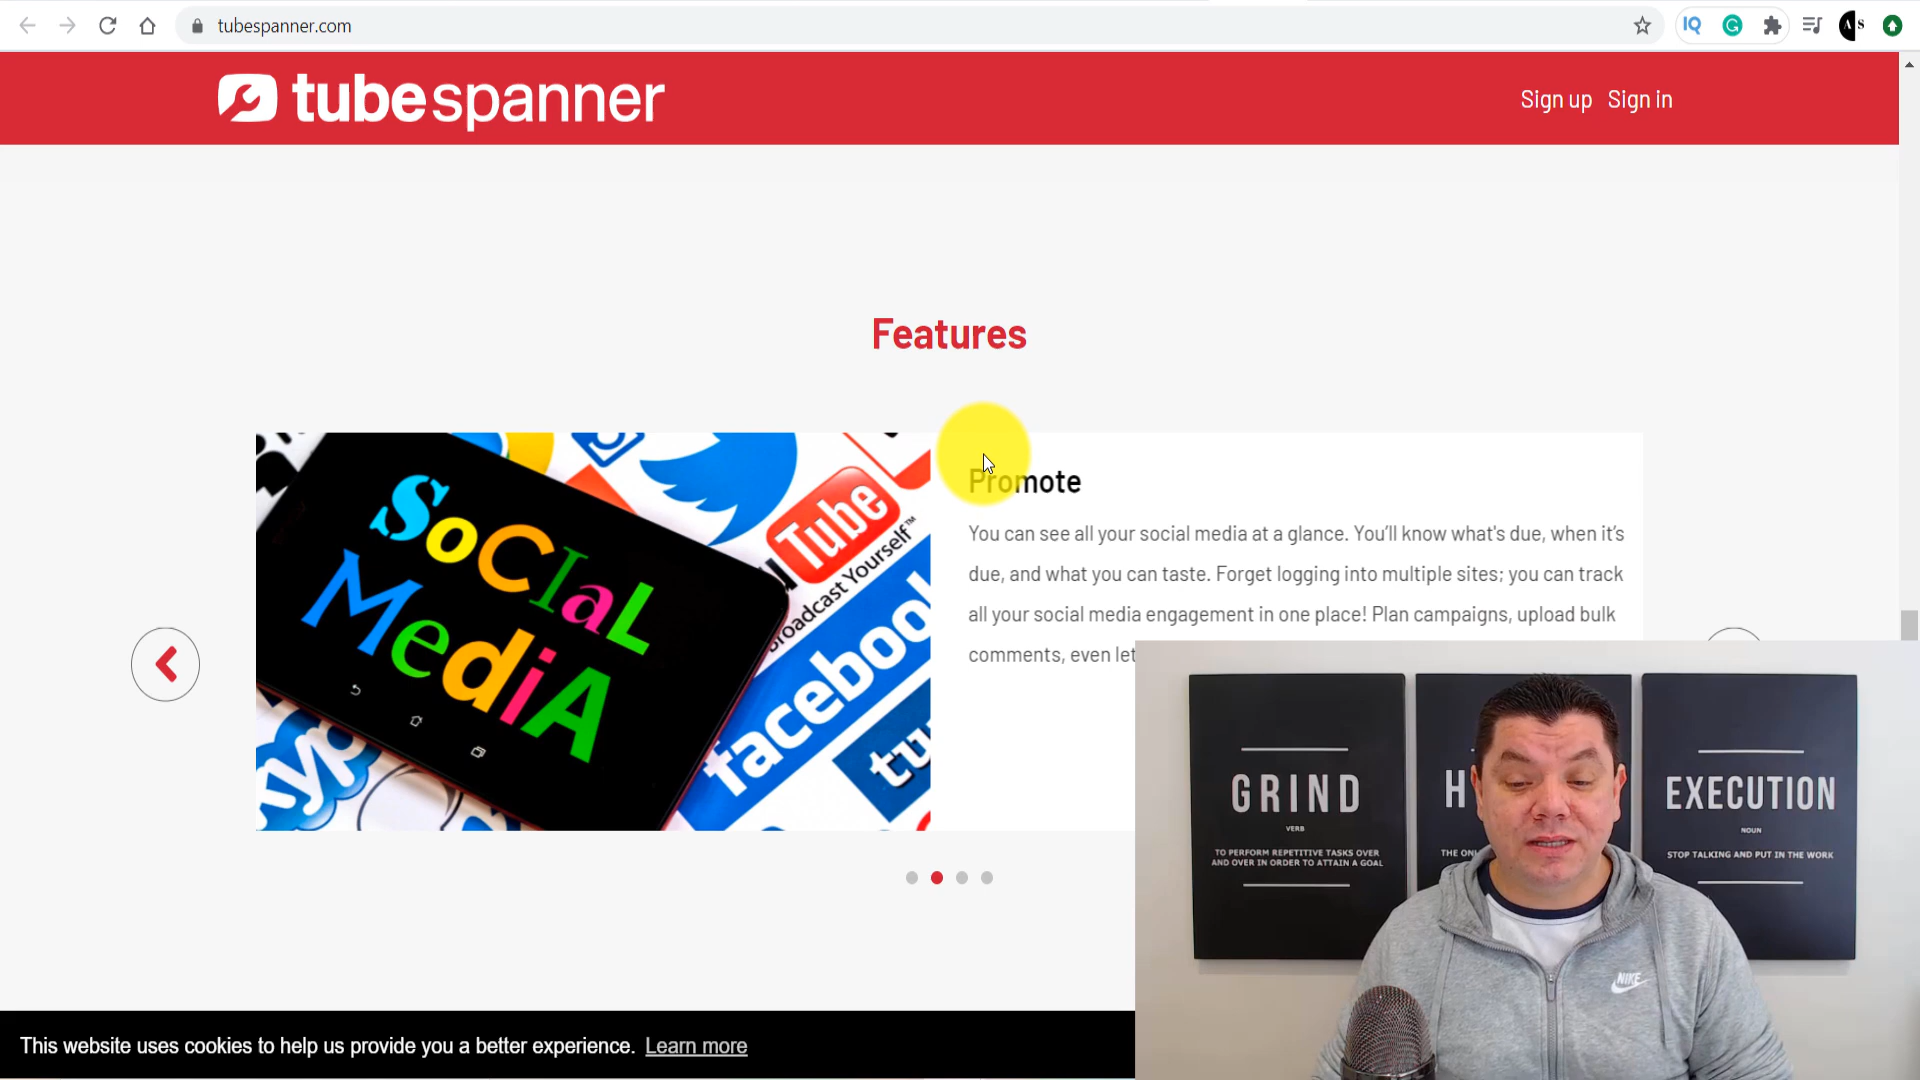 tubespanner.com
IQ
G
A S
tubespanner
Sign up Sign in
Features
SoCIaL
MediA
Tube
Broadcast Yourself™
facebook
Promote
You can see all your social media at a glance. You'll know what's due, when it's
due, and what you can taste. Forget logging into multiple sites; you can track
all your social media engagement in one place! Plan campaigns, upload bulk
comments, even let
GRIND
VERB
TO PERFORM REPETITIVE TASKS OVER
AND OVER IN ORDER TO ATTAIN A GOAL
H
THE ONL
EXECUTION
NOUN
STOP TALKING AND PUT IN THE WORK
NIKE
This website uses cookies to help us provide you a better experience. Learn more